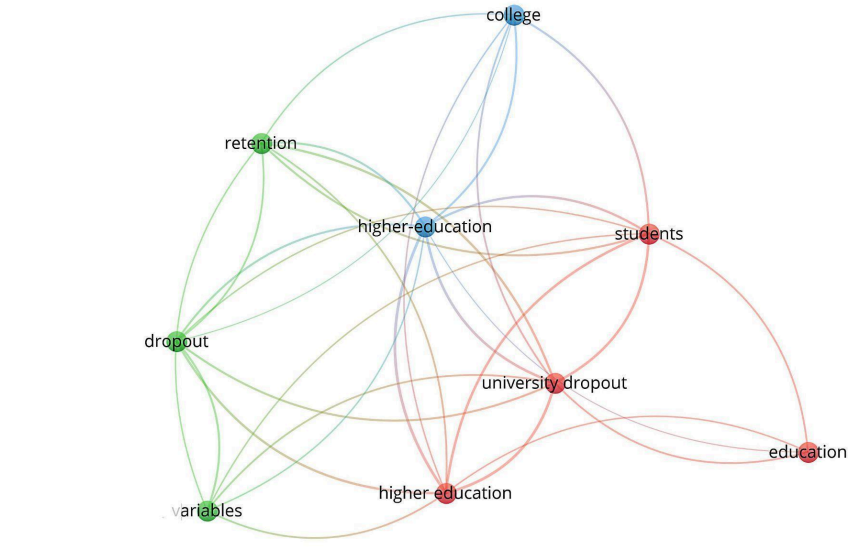 college
retention
higher-education
students
dropout
university dropout
education
higher education
variables